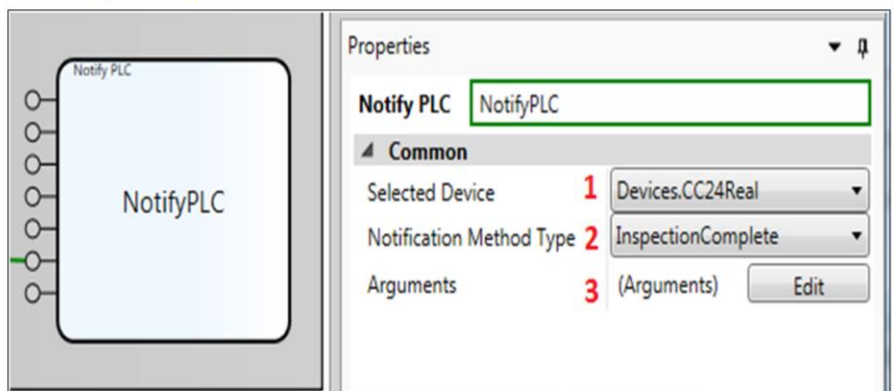 Notify PLC
NotifyPLC
Properties
Notify PLC NotifyPLC
Common
Selected Device 1 Devices.CC24Real
Notification Method Type 2 InspectionComplete
Arguments 3 (Arguments) Edit